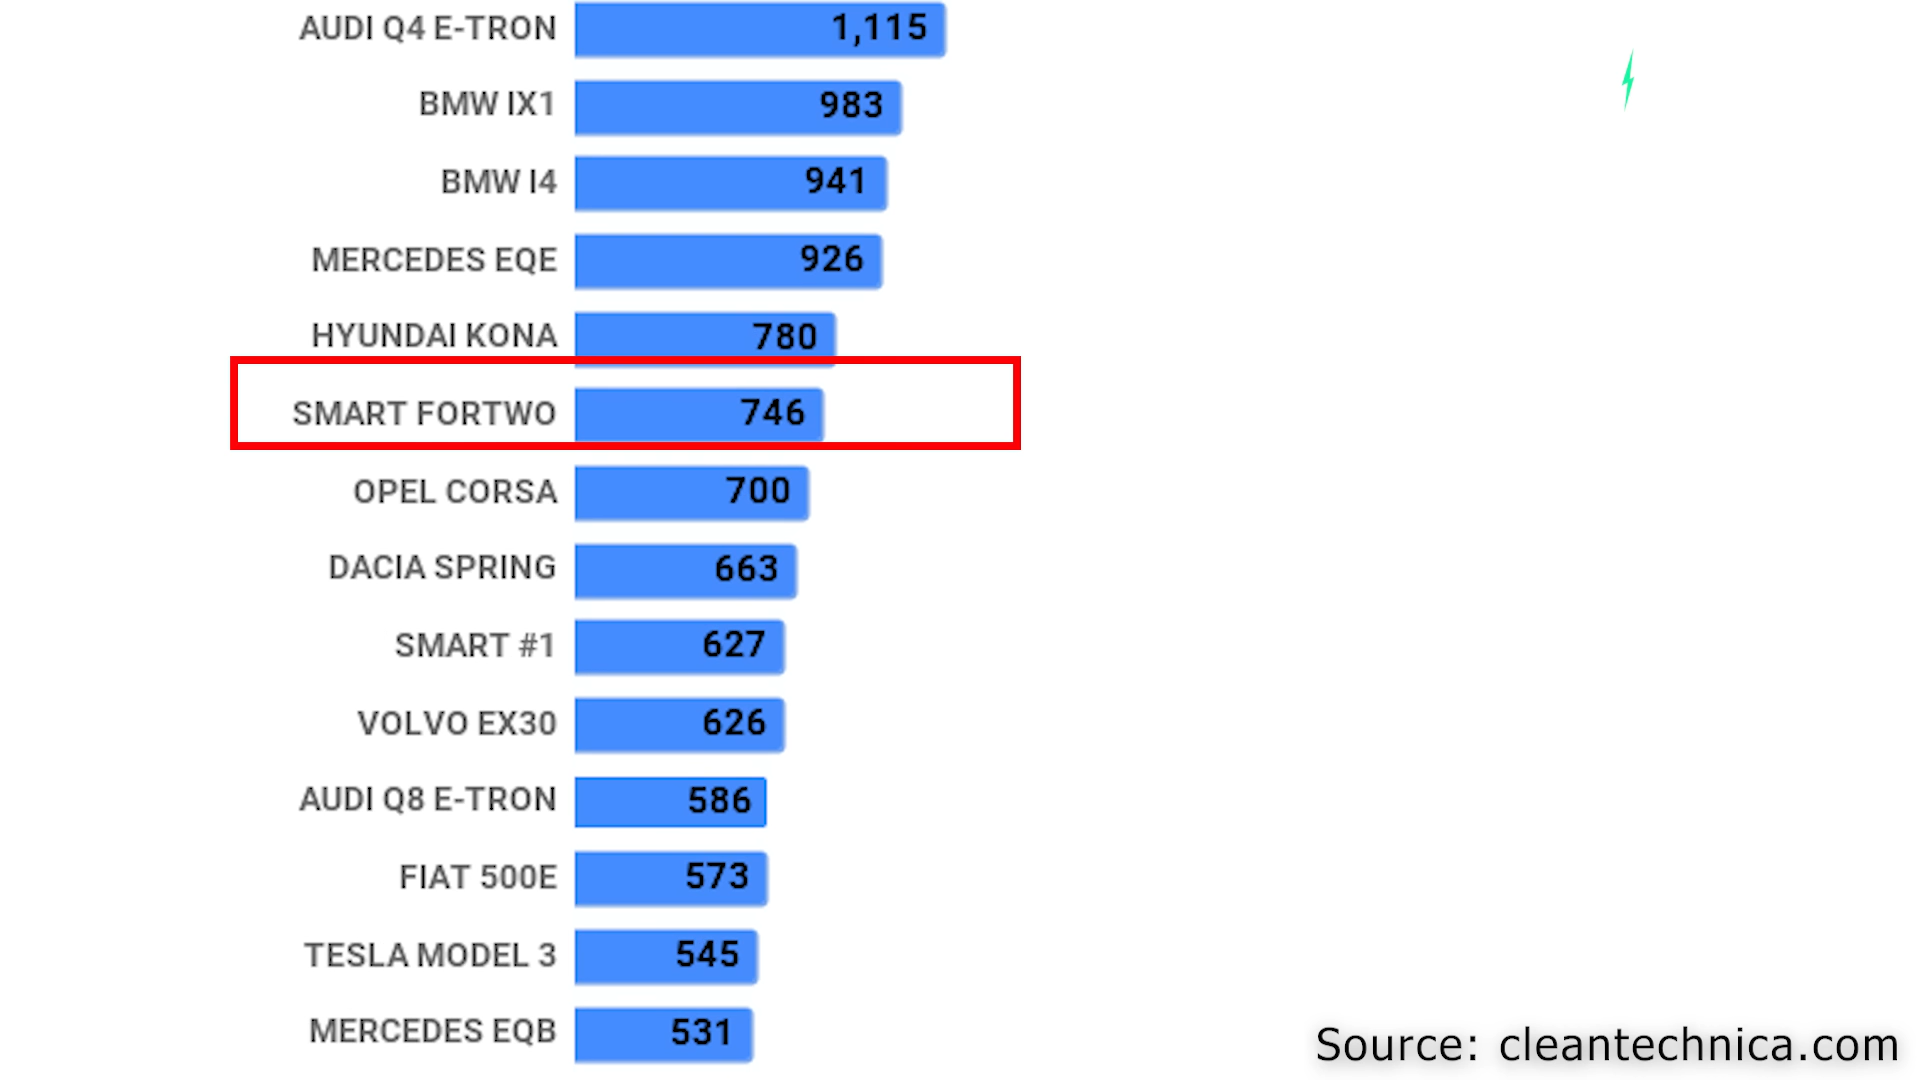 AUDI Q4 E-TRON 1,115
BMW IX1 983
BMW I4 941
MERCEDES EQE 926
HYUNDAI KONA 780
SMART FORTWO 746
OPEL CORSA 700
DACIA SPRING 663
SMART #1 627
VOLVO EX30 626
AUDI Q8 E-TRON 586
FIAT 500E 573
TESLA MODEL 3 545
MERCEDES EQB 531
Source: cleantechnica.com